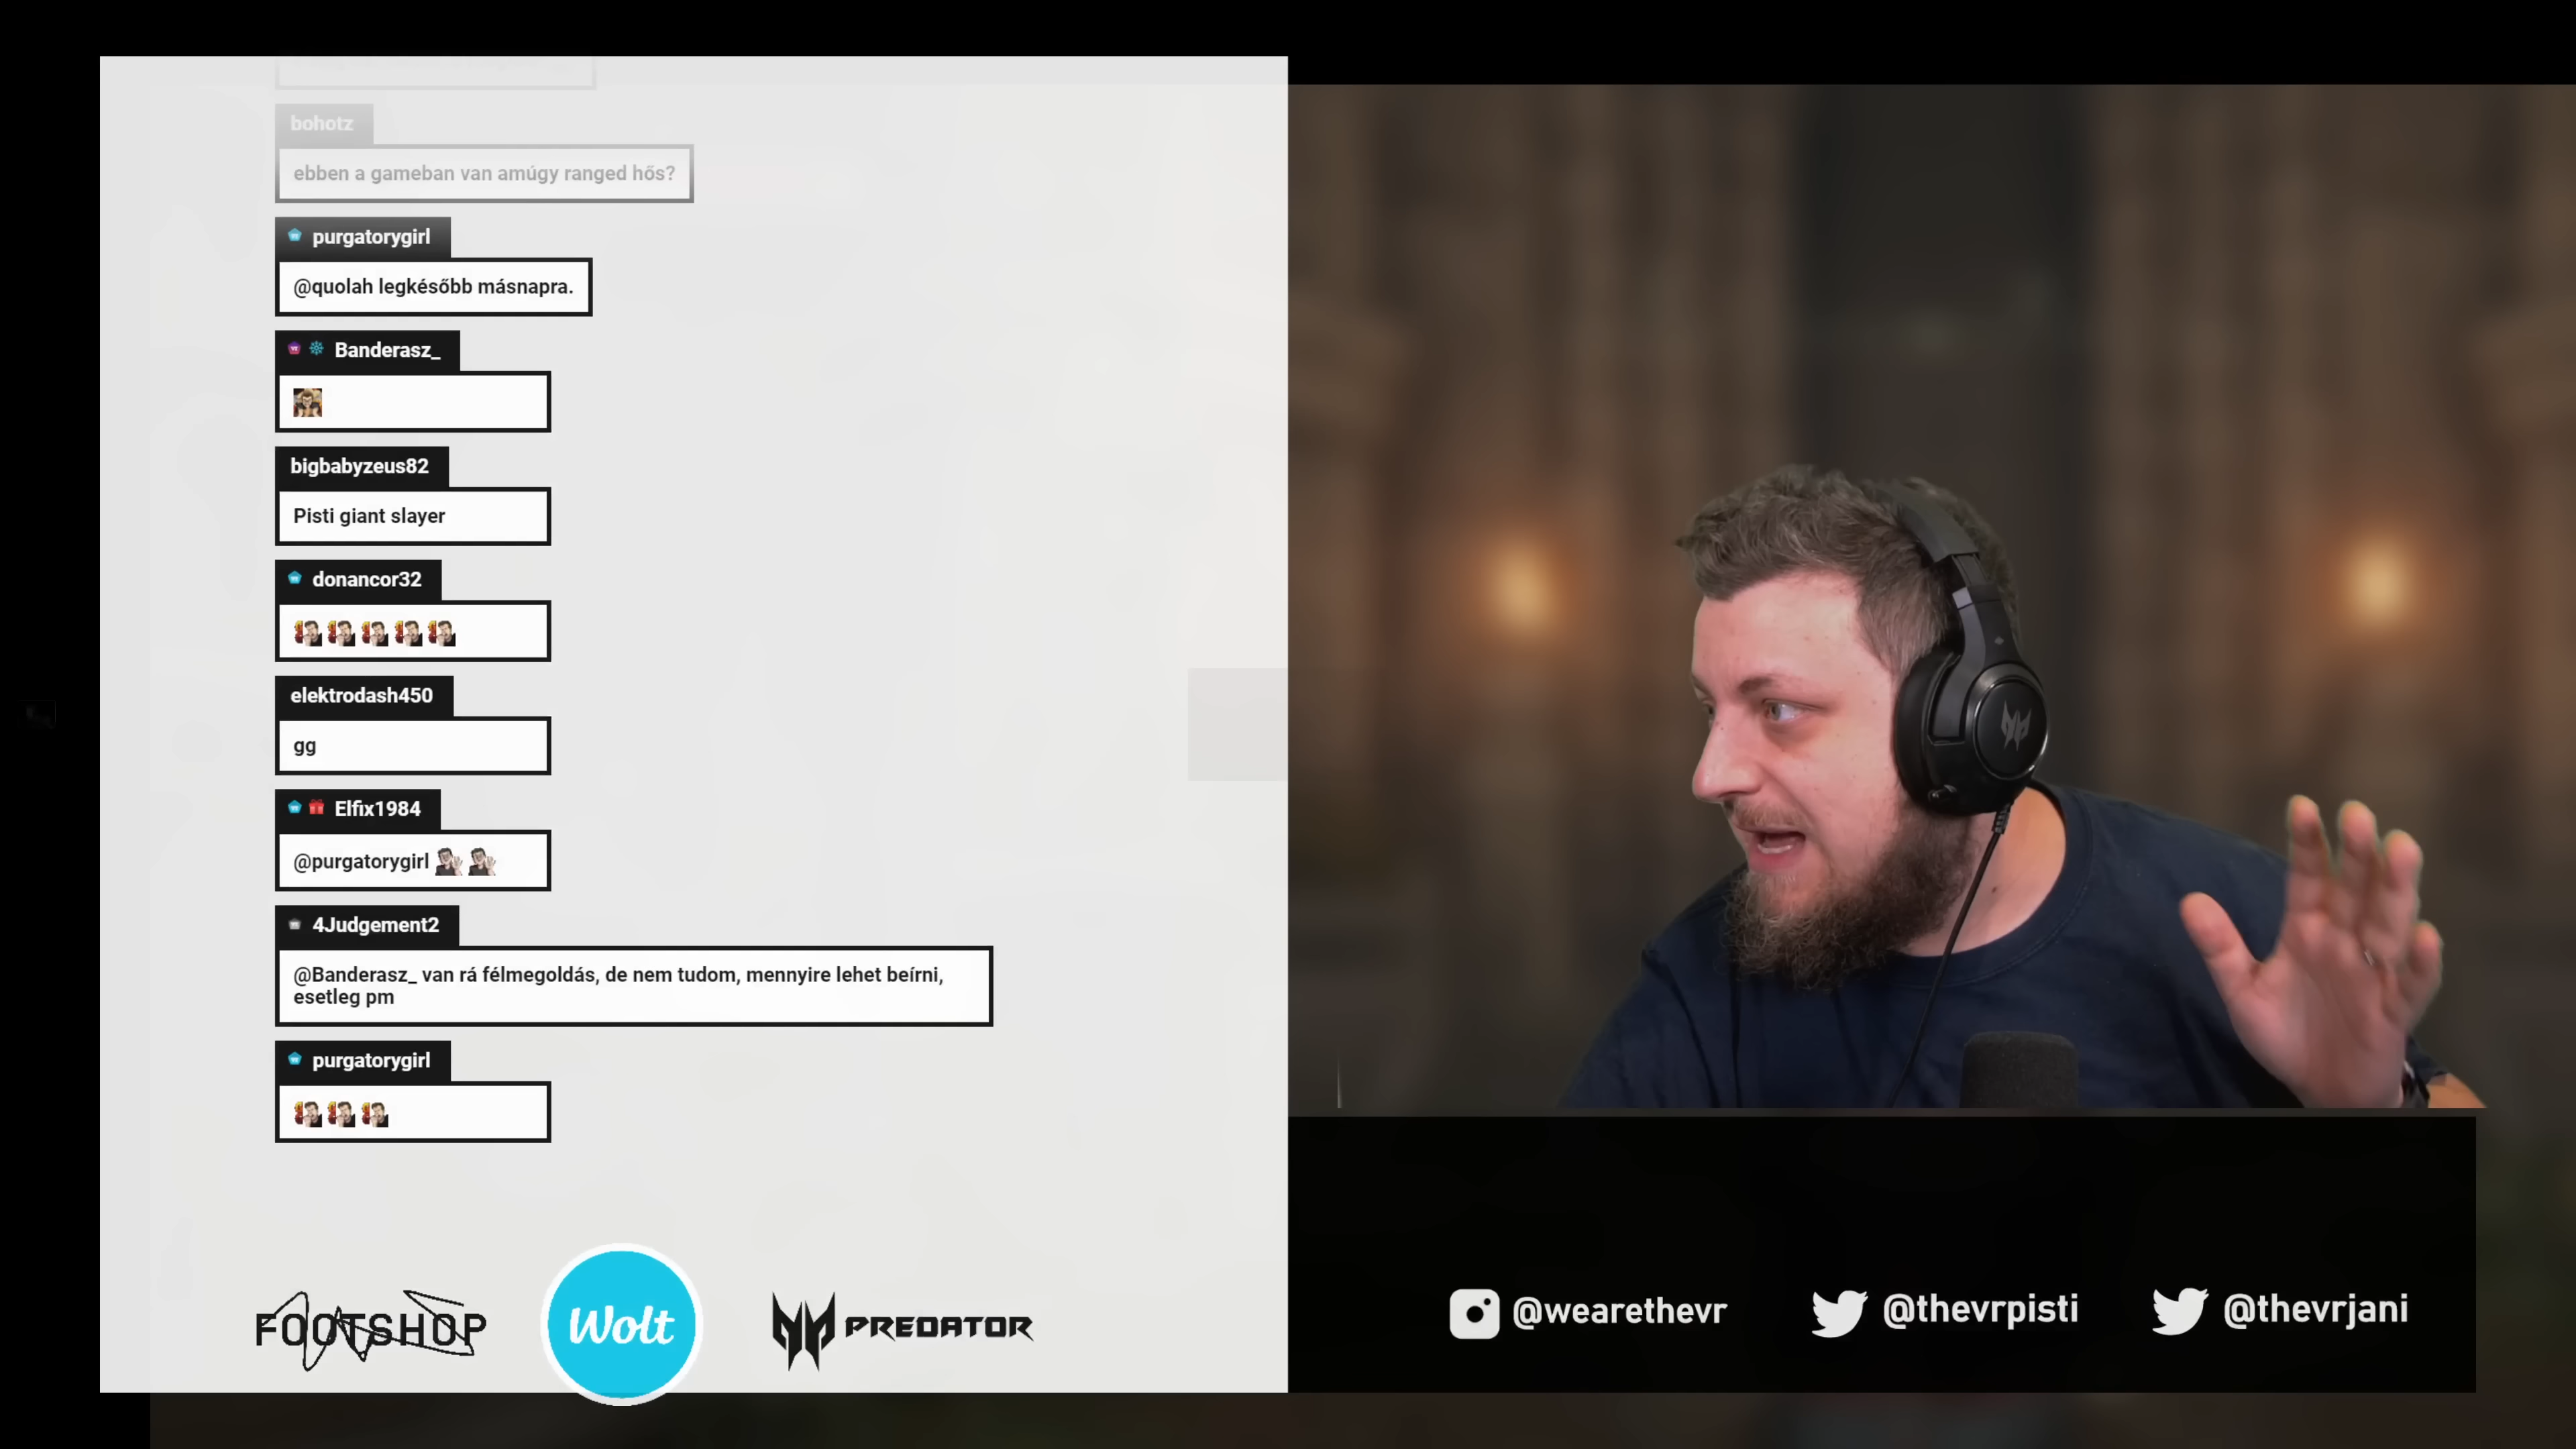 bohotz
ebben a gameban van amúgy ranged hős?
purgatorygirl
@quolah legkésőbb másnapra.
Banderasz_
bigbabyzeus82
Pisti giant slayer
donancor32
elektrodash450
gg
Elfix1984
@purgatorygirl
4Judgement2
@Banderasz_ van rá félmegoldás, de nem tudom, mennyire lehet beírni,
esetleg pm
purgatorygirl
FOOTSHOP
Wolt
PREDATOR
@wearethevr
@thevrpisti
@thevrjani